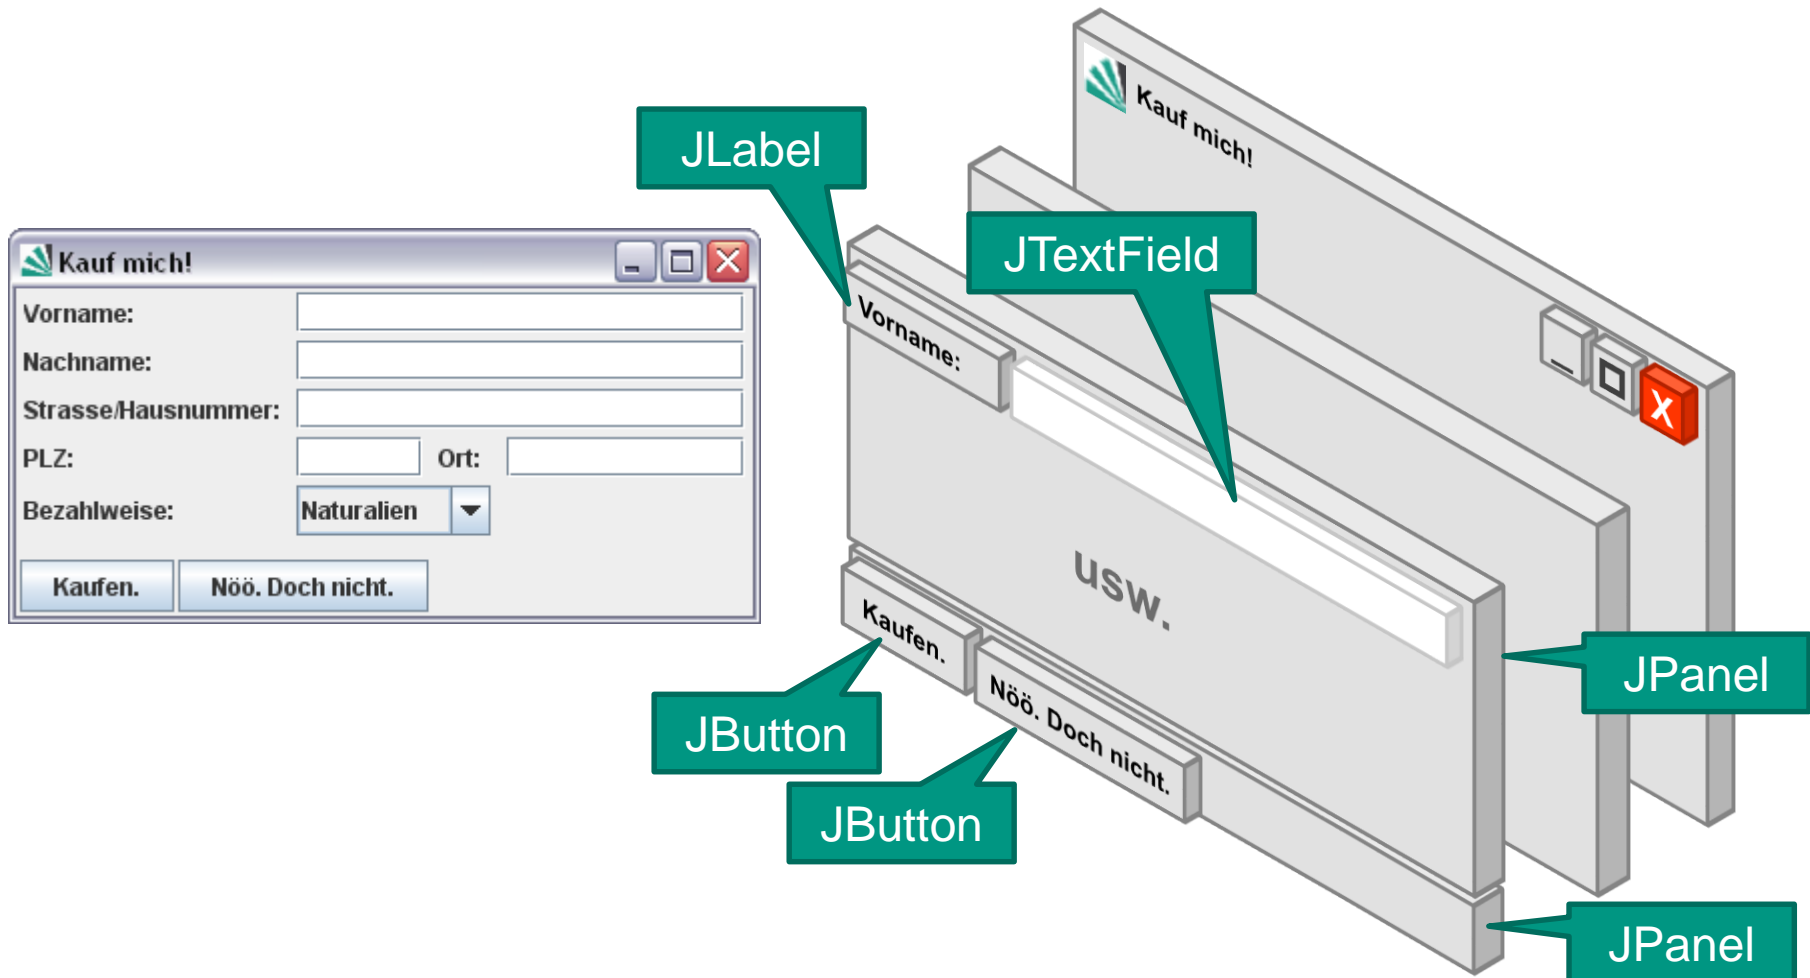 Kauf mich!
Vorname:
Nachname:
Strasse/Hausnummer:
PLZ: Ort:
Bezahlweise: Naturalien
Kaufen. Nöö. Doch nicht.
Kauf mich!
JLabel
JTextField
Vorname:
X
usw.
Kaufen.
Nöö. Doch nicht.
JPanel
JButton
JButton
JPanel